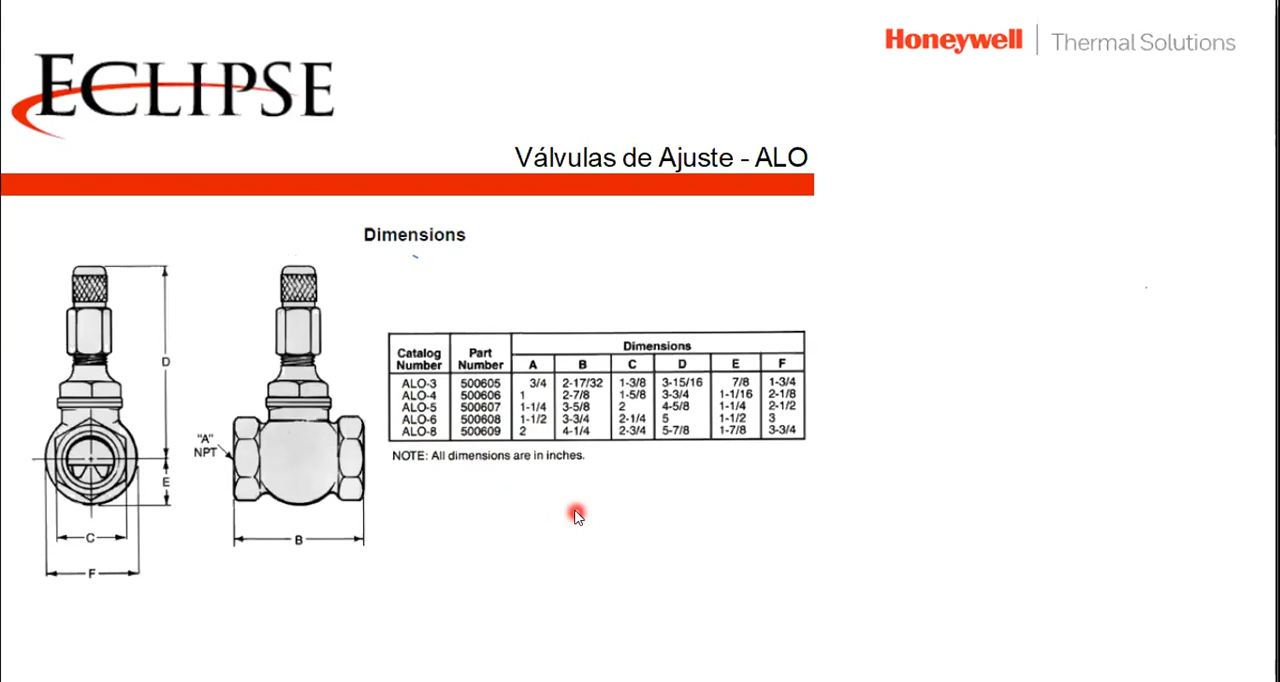 ECLIPSE
Honeywell | Thermal Solutions
Válvulas de Ajuste - ALO
Dimensions
D
E
C
F
"A"
NPT
B
Catalog Number Part Number Dimensions
A B C D E F
ALO-3 500605 3/4 2-17/32 1-3/8 3-15/16 7/8 1-3/4
ALO-4 500606 1 2-7/8 1-5/8 3-3/4 1-1/16 2-1/8
ALO-5 500607 1-1/4 3-5/8 2 4-5/8 1-1/4 2-1/2
ALO-6 500608 1-1/2 3-3/4 2-1/4 5 1-1/2 3
ALO-8 500609 2 4-1/4 2-3/4 5-7/8 1-7/8 3-3/4
NOTE: All dimensions are in inches.